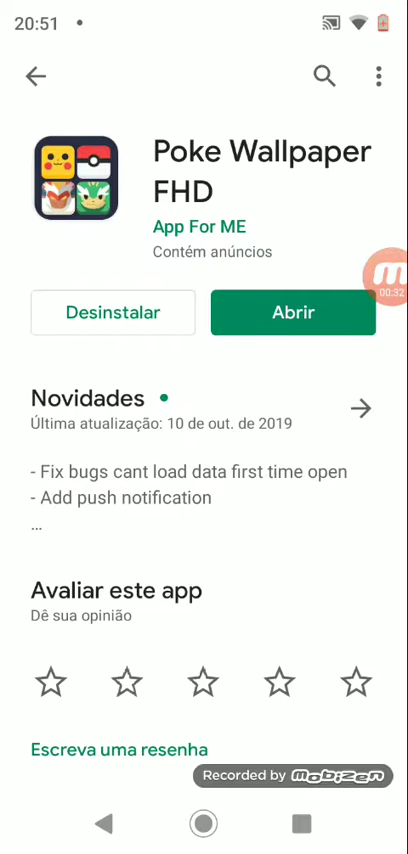 20:51
Poke Wallpaper
FHD
App For ME
Contém anúncios
00:32
Desinstalar
Abrir
Novidades
Última atualização: 10 de out. de 2019
- Fix bugs cant load data first time open
- Add push notification
...
Avaliar este app
Dê sua opinião
Escreva uma resenha
Recorded by mobizen